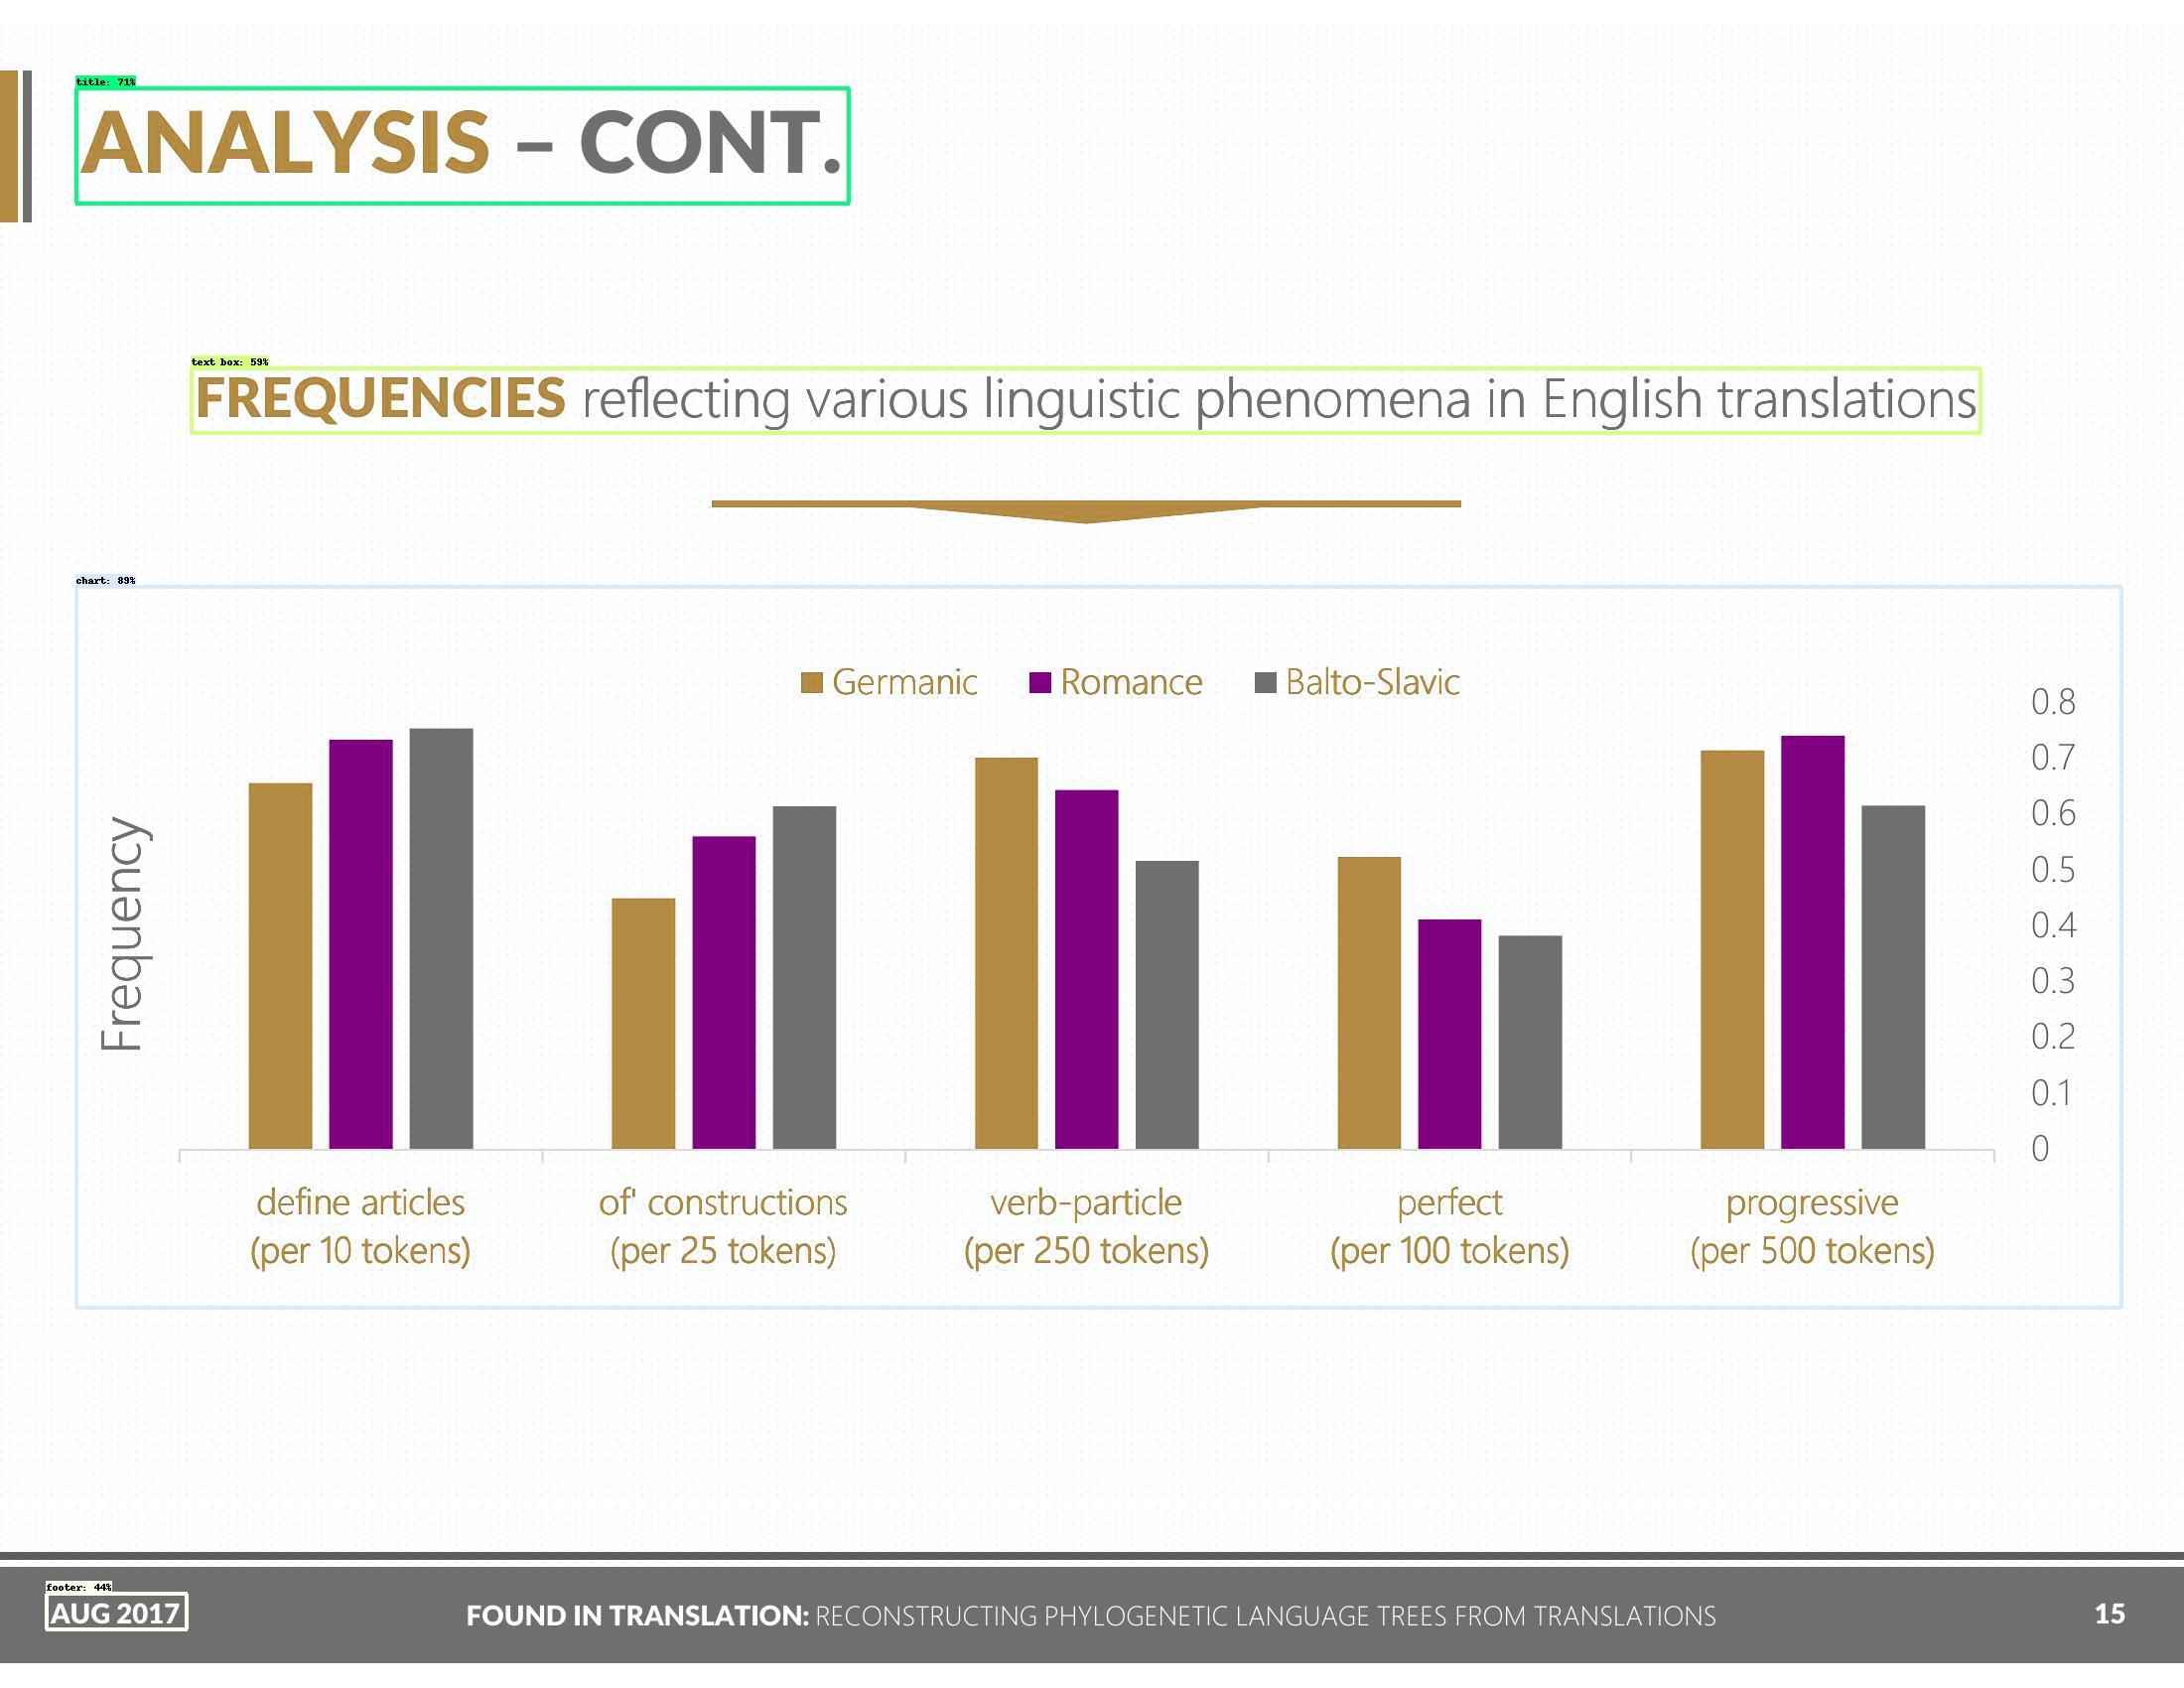 title: 71%
ANALYSIS – CONT.
text box: 59%
FREQUENCIES reflecting various linguistic phenomena in English translations
chart: 89%
Germanic Romance Balto-Slavic
Frequency
0.8
0.7
0.6
0.5
0.4
0.3
0.2
0.1
0
define articles
(per 10 tokens)
of' constructions
(per 25 tokens)
verb-particle
(per 250 tokens)
perfect
(per 100 tokens)
progressive
(per 500 tokens)
footer: 44%
AUG 2017
FOUND IN TRANSLATION: RECONSTRUCTING PHYLOGENETIC LANGUAGE TREES FROM TRANSLATIONS
15